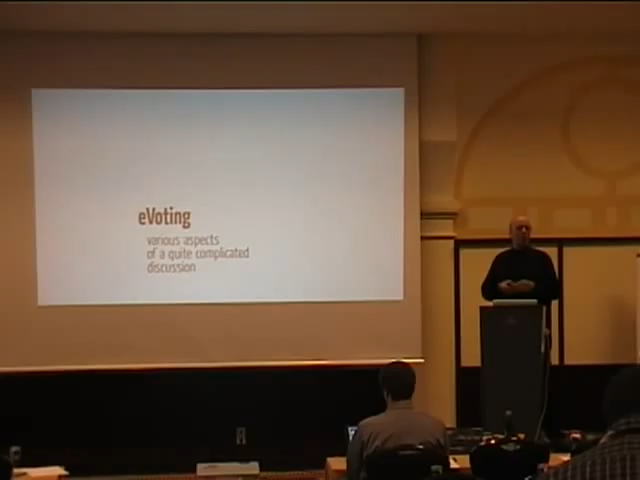 eVoting
various aspects
of a quite complicated
discussion